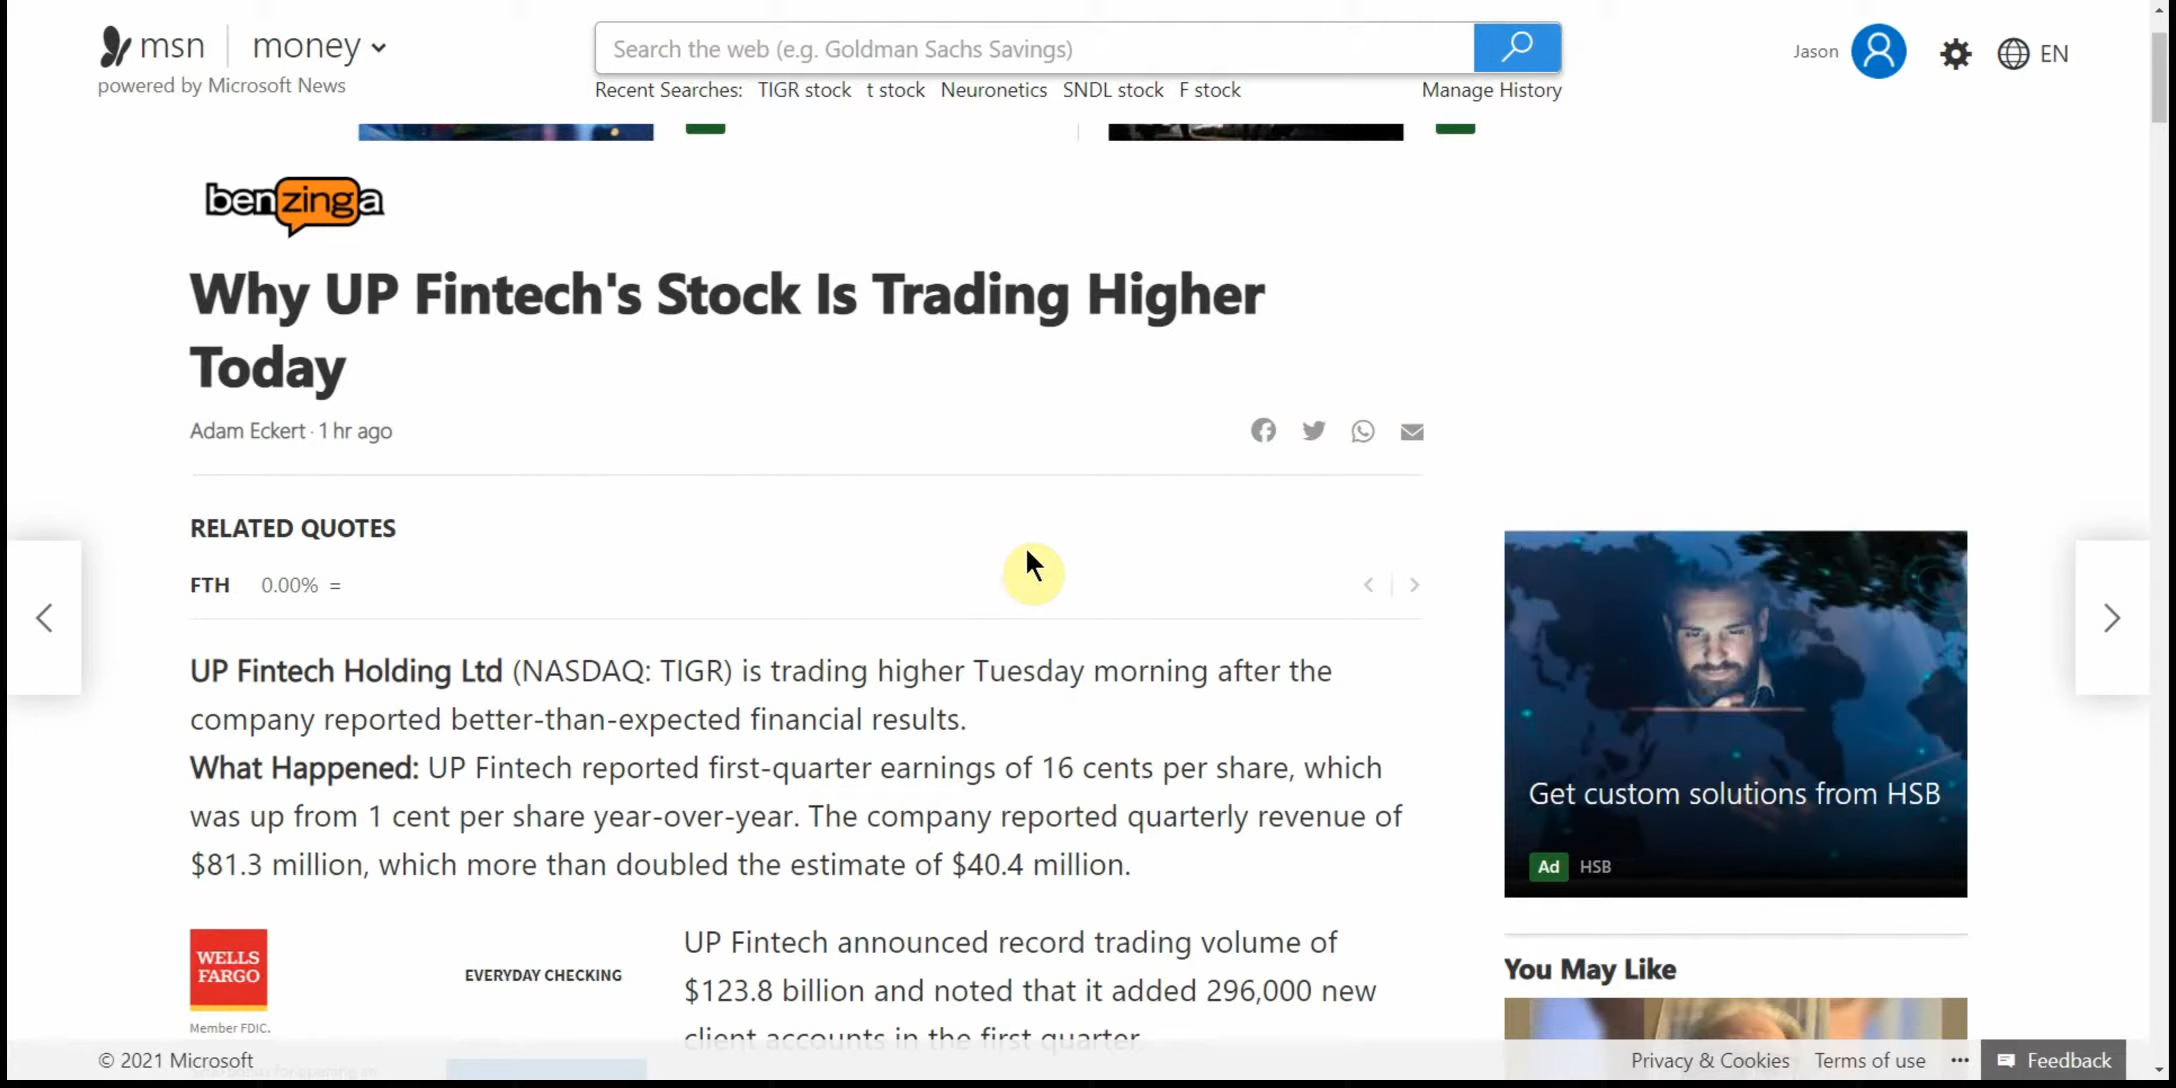 msn money
Jason
EN
powered by Microsoft News
Search the web (e.g. Goldman Sachs Savings)
Recent Searches: TIGR stock t stock Neuronetics SNDL stock F stock Manage History
benzinga
Why UP Fintech's Stock Is Trading Higher
Today
Adam Eckert · 1 hr ago
RELATED QUOTES
FTH 0.00% =
UP Fintech Holding Ltd (NASDAQ: TIGR) is trading higher Tuesday morning after the
company reported better-than-expected financial results.
What Happened: UP Fintech reported first-quarter earnings of 16 cents per share, which
was up from 1 cent per share year-over-year. The company reported quarterly revenue of
$81.3 million, which more than doubled the estimate of $40.4 million.
WELLS
FARGO
Member FDIC.
EVERYDAY CHECKING
UP Fintech announced record trading volume of
$123.8 billion and noted that it added 296,000 new
client accounts in the first quarter.
Get custom solutions from HSB
Ad HSB
You May Like
© 2021 Microsoft
Privacy & Cookies Terms of use ••• Feedback